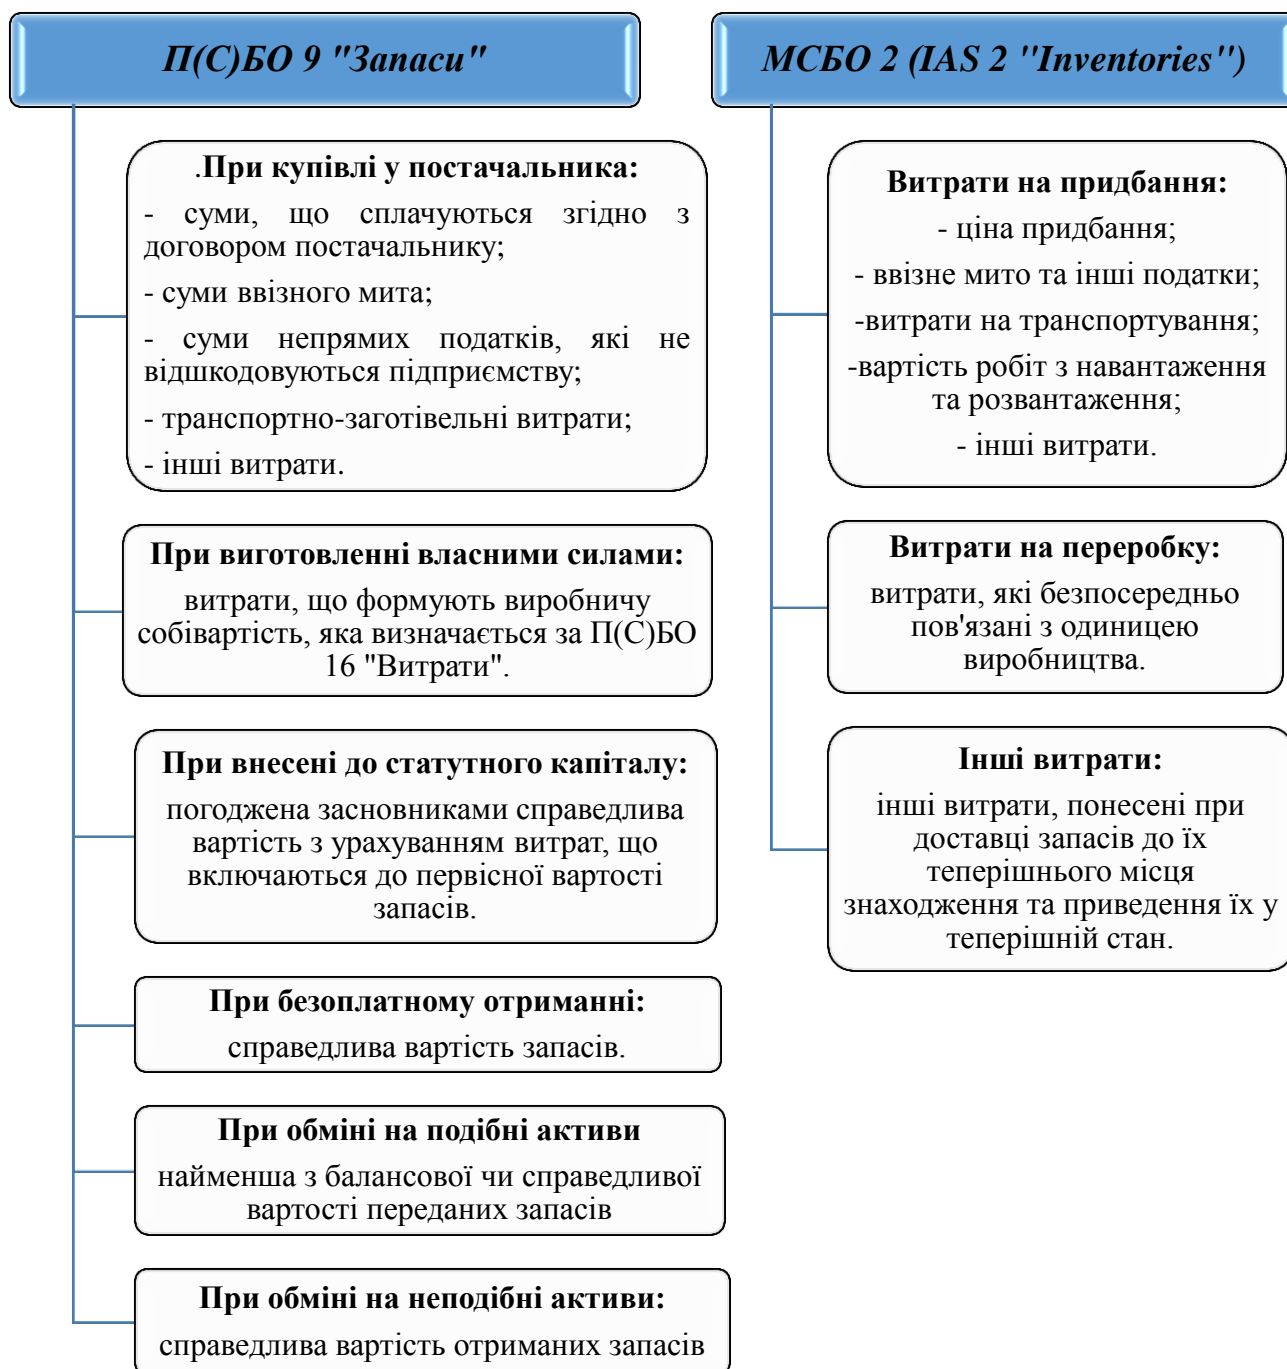 П(С)БО 9 "Запаси"
.При купівлі у постачальника:
- суми, що сплачуються згідно з
договором постачальнику;
- суми ввізного мита;
- суми непрямих податків, які не
відшкодовуються підприємству;
- транспортно-заготівельні витрати;
- інші витрати.
При виготовленні власними силами:
витрати, що формують виробничу
собівартість, яка визначається за П(С)БО
16 "Витрати".
При внесені до статутного капіталу:
погоджена засновниками справедлива
вартість з урахуванням витрат, що
включаються до первісної вартості
запасів.
При безоплатному отриманні:
справедлива вартість запасів.
При обміні на подібні активи
найменша з балансової чи справедливої
вартості переданих запасів
При обміні на неподібні активи:
справедлива вартість отриманих запасів
МСБО 2 (IAS 2 "Inventories")
Витрати на придбання:
- ціна придбання;
- ввізне мито та інші податки;
-витрати на транспортування;
-вартість робіт з навантаження
та розвантаження;
- інші витрати.
Витрати на переробку:
витрати, які безпосередньо
пов'язані з одиницею
виробництва.
Інші витрати:
інші витрати, понесені при
доставці запасів до їх
теперішнього місця
знаходження та приведення їх у
теперішній стан.